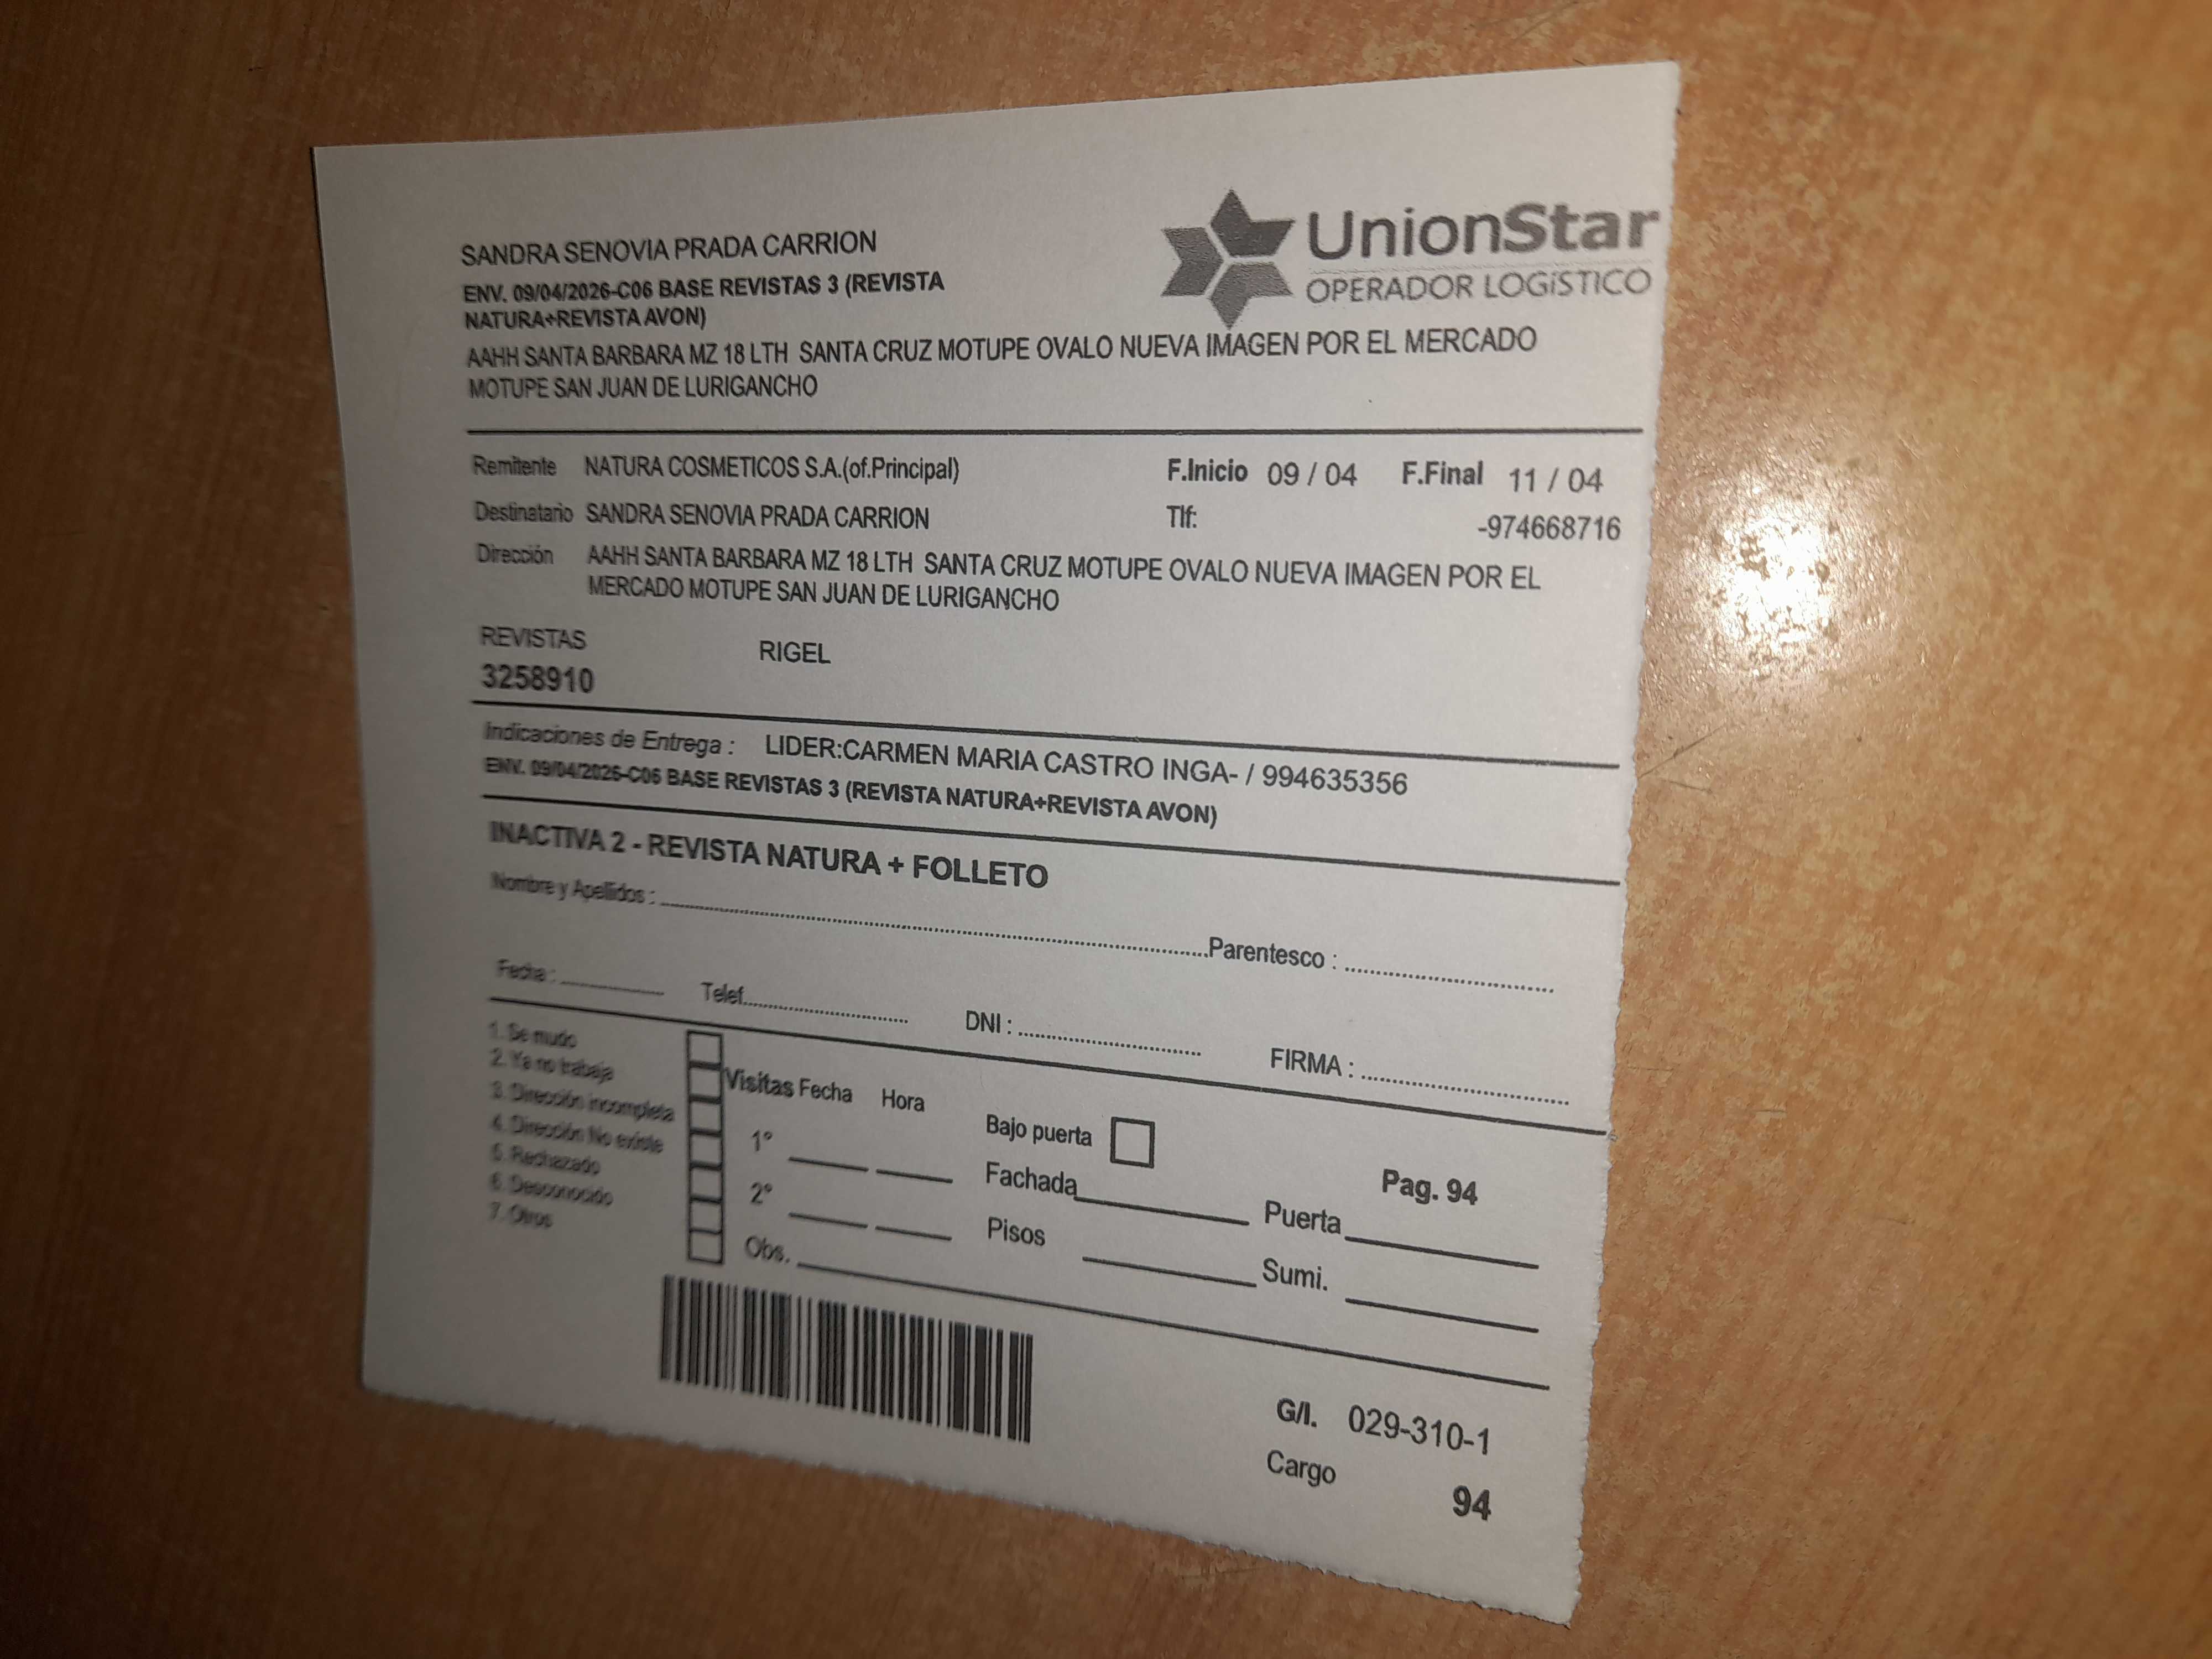 SANDRA SENOVIA PRADA CARRION
UnionStar
OPERADOR LOGíSTICO
ENV. 09/04/2026-C06 BASE REVISTAS 3 (REVISTA
NATURA+REVISTA AVON)
AAHH SANTA BARBARA MZ 18 LTH SANTA CRUZ MOTUPE OVALO NUEVA IMAGEN POR EL MERCADO
MOTUPE SAN JUAN DE LURIGANCHO
Remitente NATURA COSMETICOS S.A.(of.Principal) F.Inicio 09 / 04 F.Final 11 / 04
Destinatario SANDRA SENOVIA PRADA CARRION Tlf: -974668716
Dirección AAHH SANTA BARBARA MZ 18 LTH SANTA CRUZ MOTUPE OVALO NUEVA IMAGEN POR EL
MERCADO MOTUPE SAN JUAN DE LURIGANCHO
REVISTAS RIGEL
3258910
Indicaciones de Entrega : LIDER:CARMEN MARIA CASTRO INGA- / 994635356
ENV. 09/04/2026-C06 BASE REVISTAS 3 (REVISTA NATURA+REVISTA AVON)
INACTIVA 2 - REVISTA NATURA + FOLLETO
Nombre y Apellidos : Parentesco :
Fecha : Telef. DNI : FIRMA :
1. Se mudo
2. Ya no trabaja
3. Dirección incompleta
4. Dirección No existe
5. Rechazado
6. Desconocido
7. Otros
Visitas Fecha Hora
1°
2°
Obs.
Bajo puerta
Fachada
Pisos
Pag. 94
Puerta
Sumi.
G/I. 029-310-1
Cargo 94